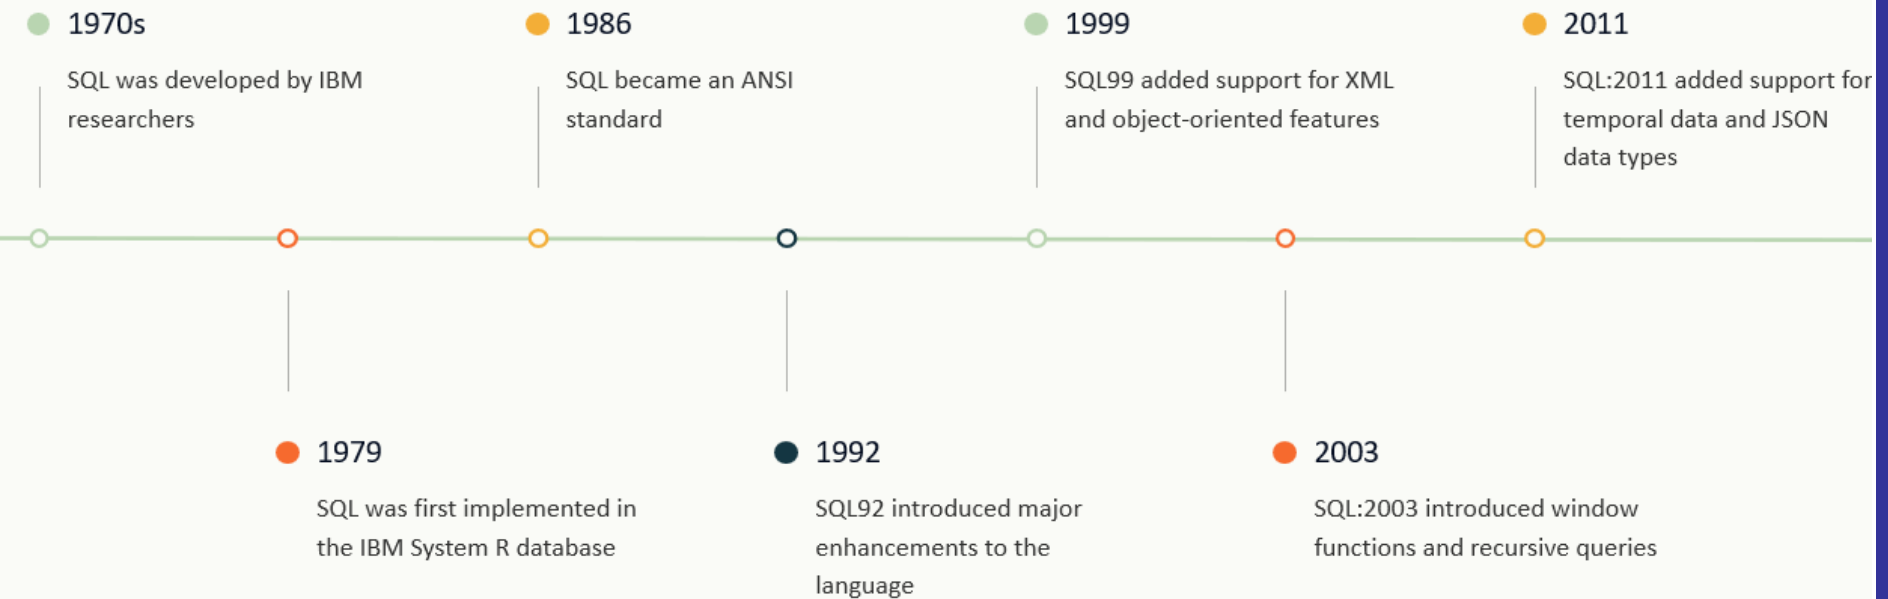 1970s
SQL was developed by IBM
researchers
1986
SQL became an ANSI
standard
1999
SQL99 added support for XML
and object-oriented features
2011
SQL:2011 added support for
temporal data and JSON
data types
1979
SQL was first implemented in
the IBM System R database
1992
SQL92 introduced major
enhancements to the
language
2003
SQL:2003 introduced window
functions and recursive queries